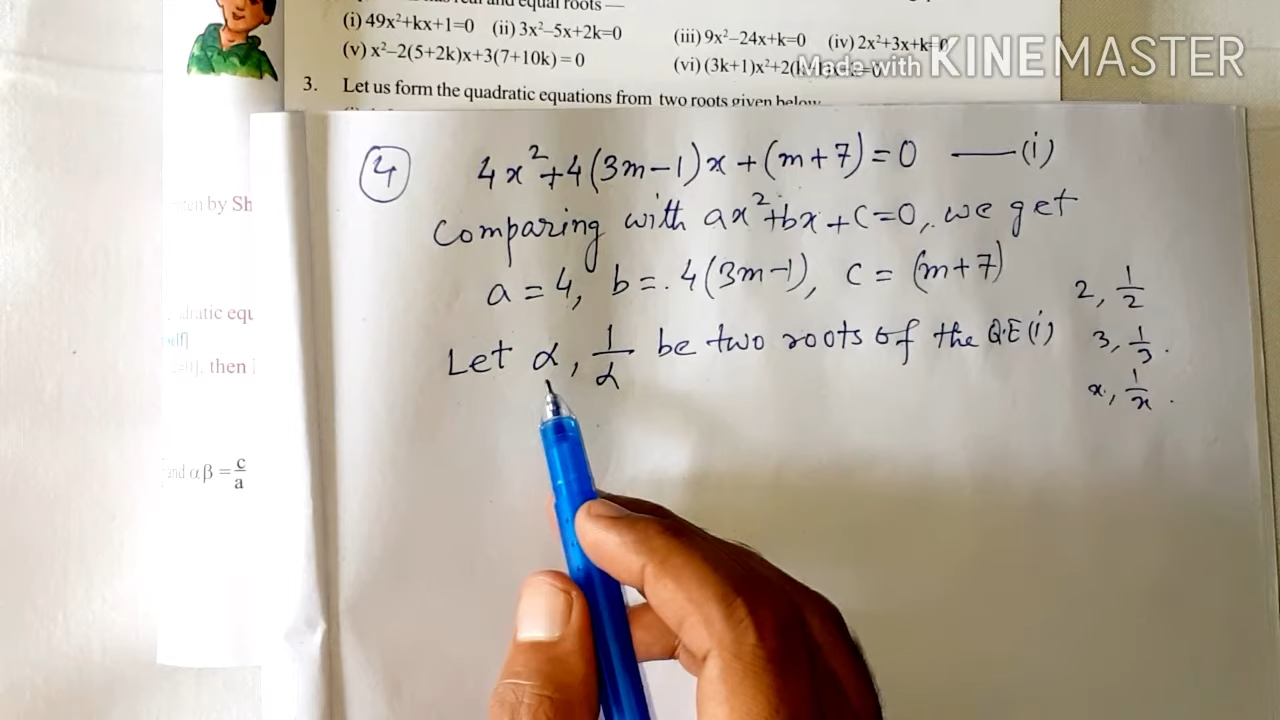 and equal roots —
(i) 49x²+kx+1=0 (ii) 3x²–5x+2k=0 (iii) 9x²–24x+k=0 (iv) 2x²+3x+k=0
(v) x²–2(5+2k)x+3(7+10k) = 0 (vi) (3k+1)x²+2(
Made with KINEMASTER
3. Let us form the quadratic equations from two roots given below
(4) 4x²+4(3m−1)x+(m+7)=0 —(i)
Comparing with ax²+bx+c=0, we get
a=4, b=.4(3m−1), c=(m+7)
2, 1/2
Let α, 1/α be two roots of the Q.E(i)
3, 1/3.
x, 1/x.
by Sh
equ
then
and αβ = c/a